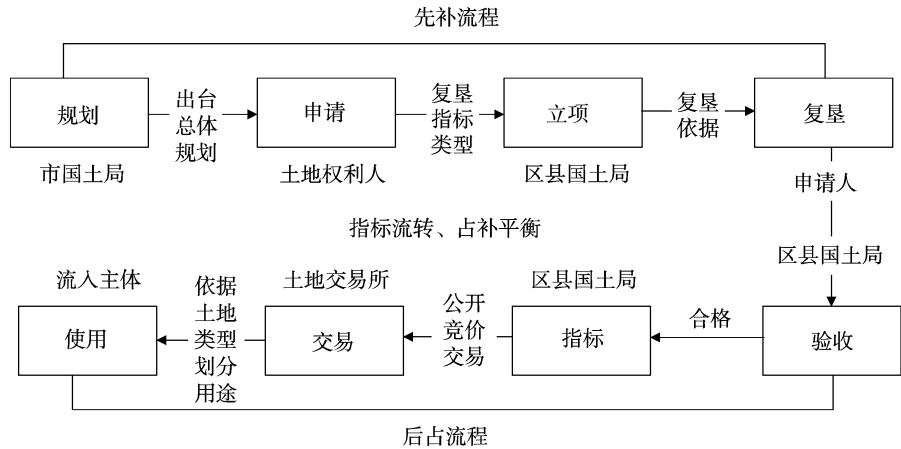 先补流程
规划
出台
总体
规划
申请
复垦
指标
类型
立项
复垦
依据
复垦
市国土局
土地权利人
区县国土局
申请人
指标流转、占补平衡
区县国土局
流入主体
土地交易所
区县国土局
使用
依据
土地
类型
划分
用途
交易
公开
竞价
交易
指标
合格
验收
后占流程